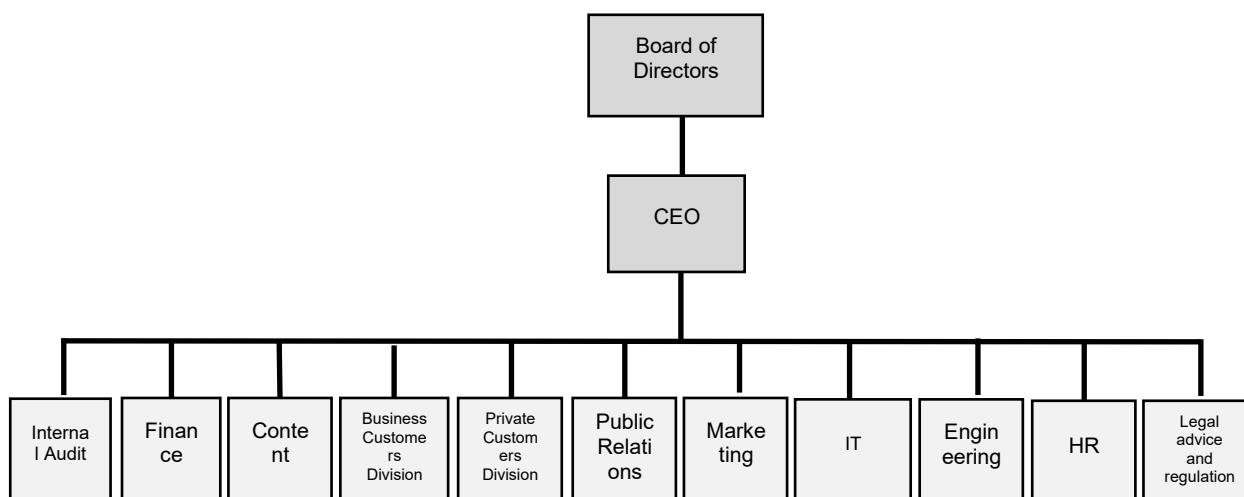 Board of
Directors
CEO
Interna
l Audit
Finan
ce
Conte
nt
Business
Custome
rs
Division
Private
Custom
ers
Division
Public
Relati
ons
Marke
ting
IT
Engin
eering
HR
Legal
advice
and
regulation